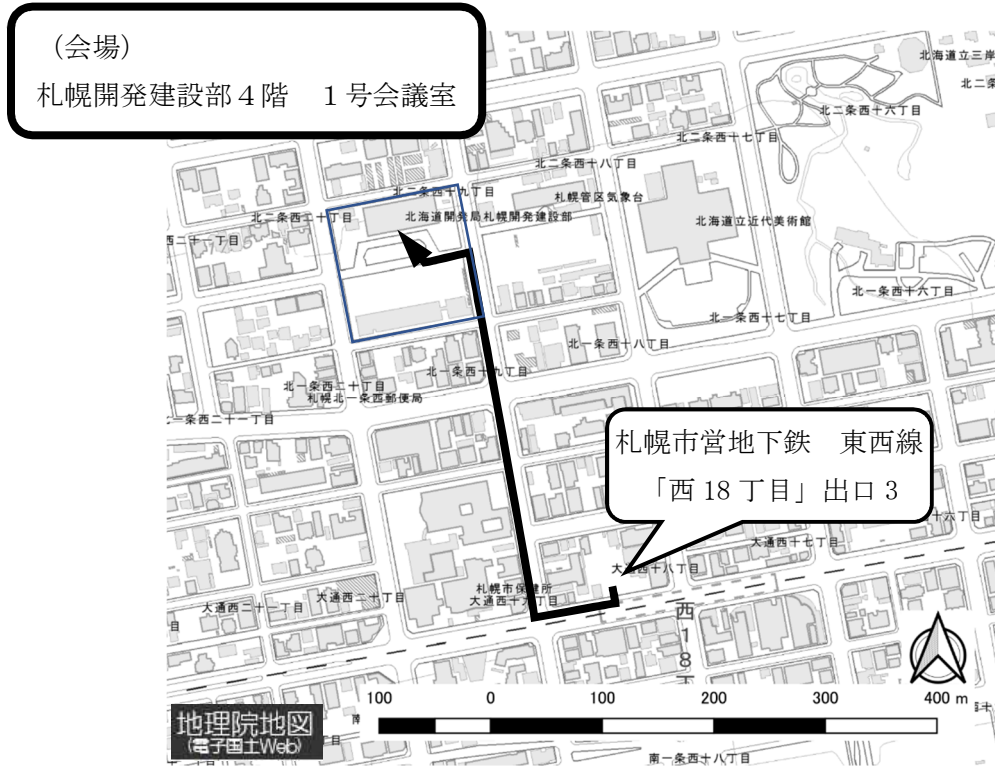 （会場）
札幌開発建設部４階　１号会議室
北海道立三岸
北二条
北二条西十六丁目
北二条西十七丁目
北二条西十八丁目
北二条西十九丁目
札幌管区気象台
北二条西二十丁目
北海道開発局札幌開発建設部
北海道立近代美術館
西二十一丁目
北一条西十六丁目
北一条西十七丁目
北一条西十八丁目
北一条西十九丁目
北一条西二十丁目
札幌北一条西郵便局
一条西二十一丁目
札幌市営地下鉄　東西線
「西 18 丁目」出口 3
十六丁目
大通西十七丁目
大通西十八丁目
札幌市保健所
大通西十九丁目
大通西二十丁目
大通西二十一丁目
目
西18丁
100 0 100 200 300 400 m
地理院地図
(電子国土Web)
丁目
南一条西十八丁目